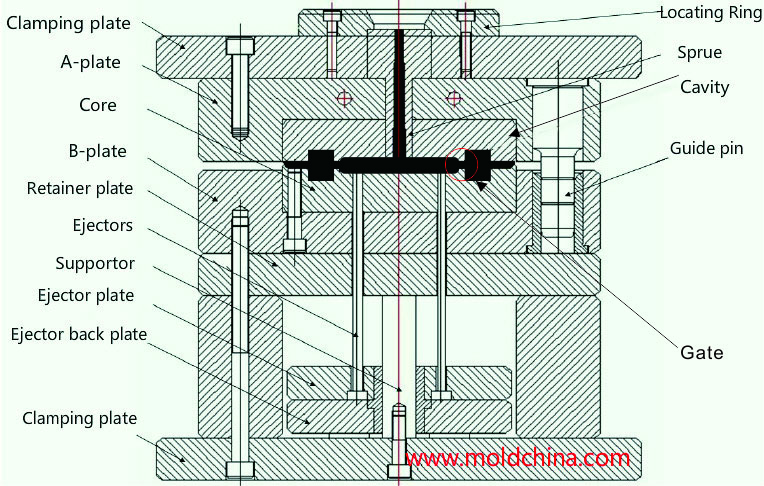 Clamping plate
A-plate
Core
B-plate
Retainer plate
Ejectors
Supportor
Ejector plate
Ejector back plate
Clamping plate
Locating Ring
Sprue
Cavity
Guide pin
Gate
www.moldchina.com